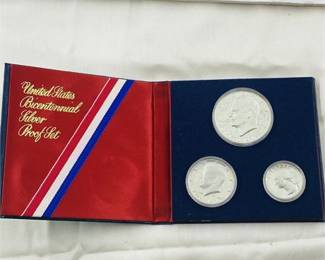 United States
Bicentennial
Silver
Proof Set